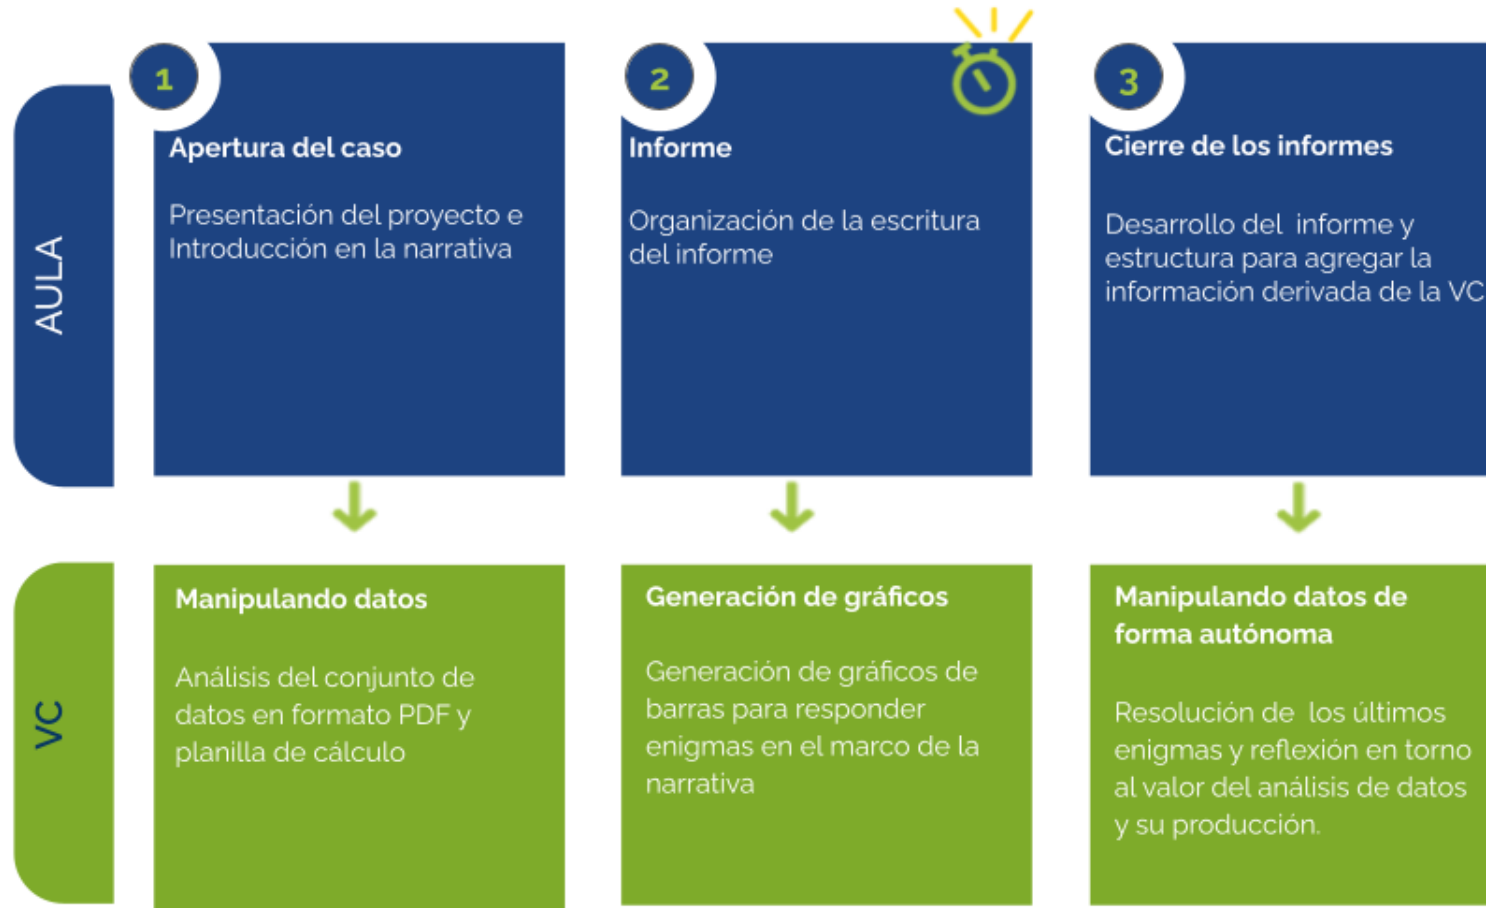 1
Apertura del caso
Presentación del proyecto e
Introducción en la narrativa
2
Informe
Organización de la escritura
del informe
3
Cierre de los informes
Desarrollo del informe y
estructura para agregar la
información derivada de la VC
AULA
Manipulando datos
Análisis del conjunto de
datos en formato PDF y
planilla de cálculo
Generación de gráficos
Generación de gráficos de
barras para responder
enigmas en el marco de la
narrativa
Manipulando datos de
forma autónoma
Resolución de los últimos
enigmas y reflexión en torno
al valor del análisis de datos
y su producción.
VC